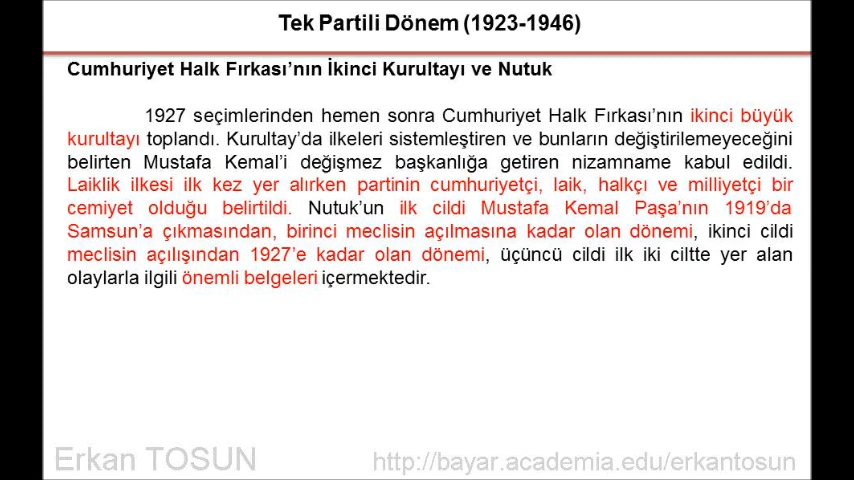 Tek Partili Dönem (1923-1946)
Cumhuriyet Halk Fırkası’nın İkinci Kurultayı ve Nutuk
1927 seçimlerinden hemen sonra Cumhuriyet Halk Fırkası’nın ikinci büyük
kurultayı toplandı. Kurultay’da ilkeleri sistemleştiren ve bunların değiştirilemeyeceğini
belirten Mustafa Kemal’i değişmez başkanlığa getiren nizamname kabul edildi.
Laiklik ilkesi ilk kez yer alırken partinin cumhuriyetçi, laik, halkçı ve milliyetçi bir
cemiyet olduğu belirtildi. Nutuk’un ilk cildi Mustafa Kemal Paşa’nın 1919’da
Samsun’a çıkmasından, birinci meclisin açılmasına kadar olan dönemi, ikinci cildi
meclisin açılışından 1927’e kadar olan dönemi, üçüncü cildi ilk iki ciltte yer alan
olaylarla ilgili önemli belgeleri içermektedir.
Erkan TOSUN
http://bayar.academia.edu/erkantosun